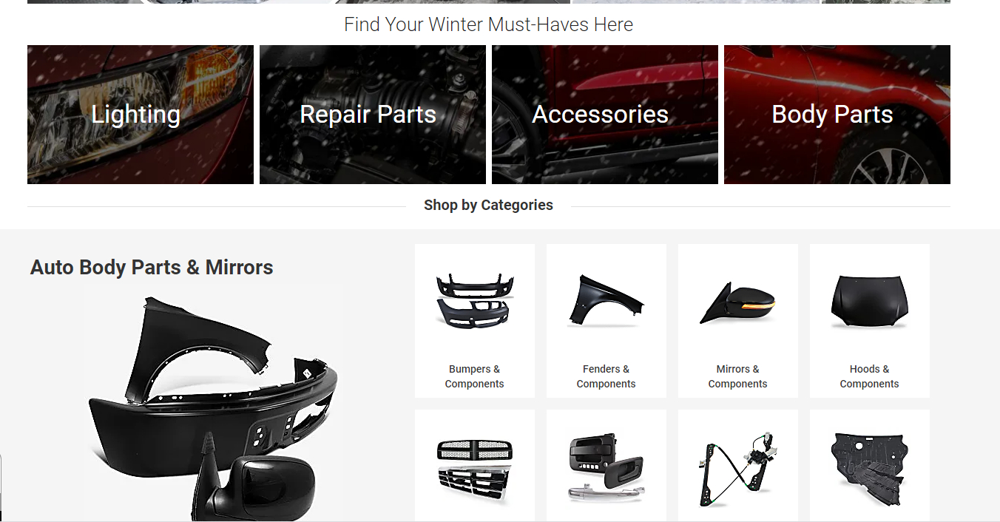 Find Your Winter Must-Haves Here
Lighting
Repair Parts
Accessories
Body Parts
Shop by Categories
Auto Body Parts & Mirrors
Bumpers &
Components
Fenders &
Components
Mirrors &
Components
Hoods &
Components